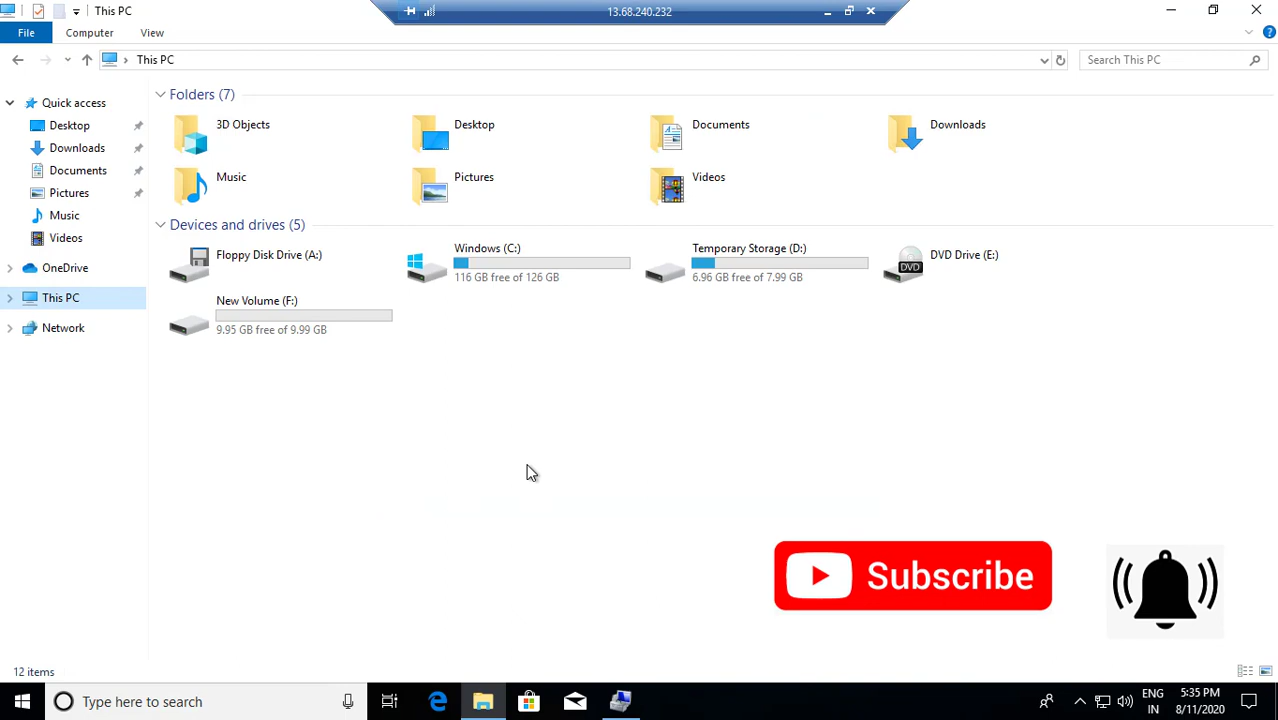 This PC
13.68.240.232
File
Computer
View
This PC
Search This PC
Quick access
Desktop
Downloads
Documents
Pictures
Music
Videos
OneDrive
This PC
Network
Folders (7)
3D Objects
Desktop
Documents
Downloads
Music
Pictures
Videos
Devices and drives (5)
Floppy Disk Drive (A:)
Windows (C:)
116 GB free of 126 GB
Temporary Storage (D:)
6.96 GB free of 7.99 GB
DVD
DVD Drive (E:)
New Volume (F:)
9.95 GB free of 9.99 GB
Subscribe
12 items
Type here to search
ENG
IN
5:35 PM
8/11/2020